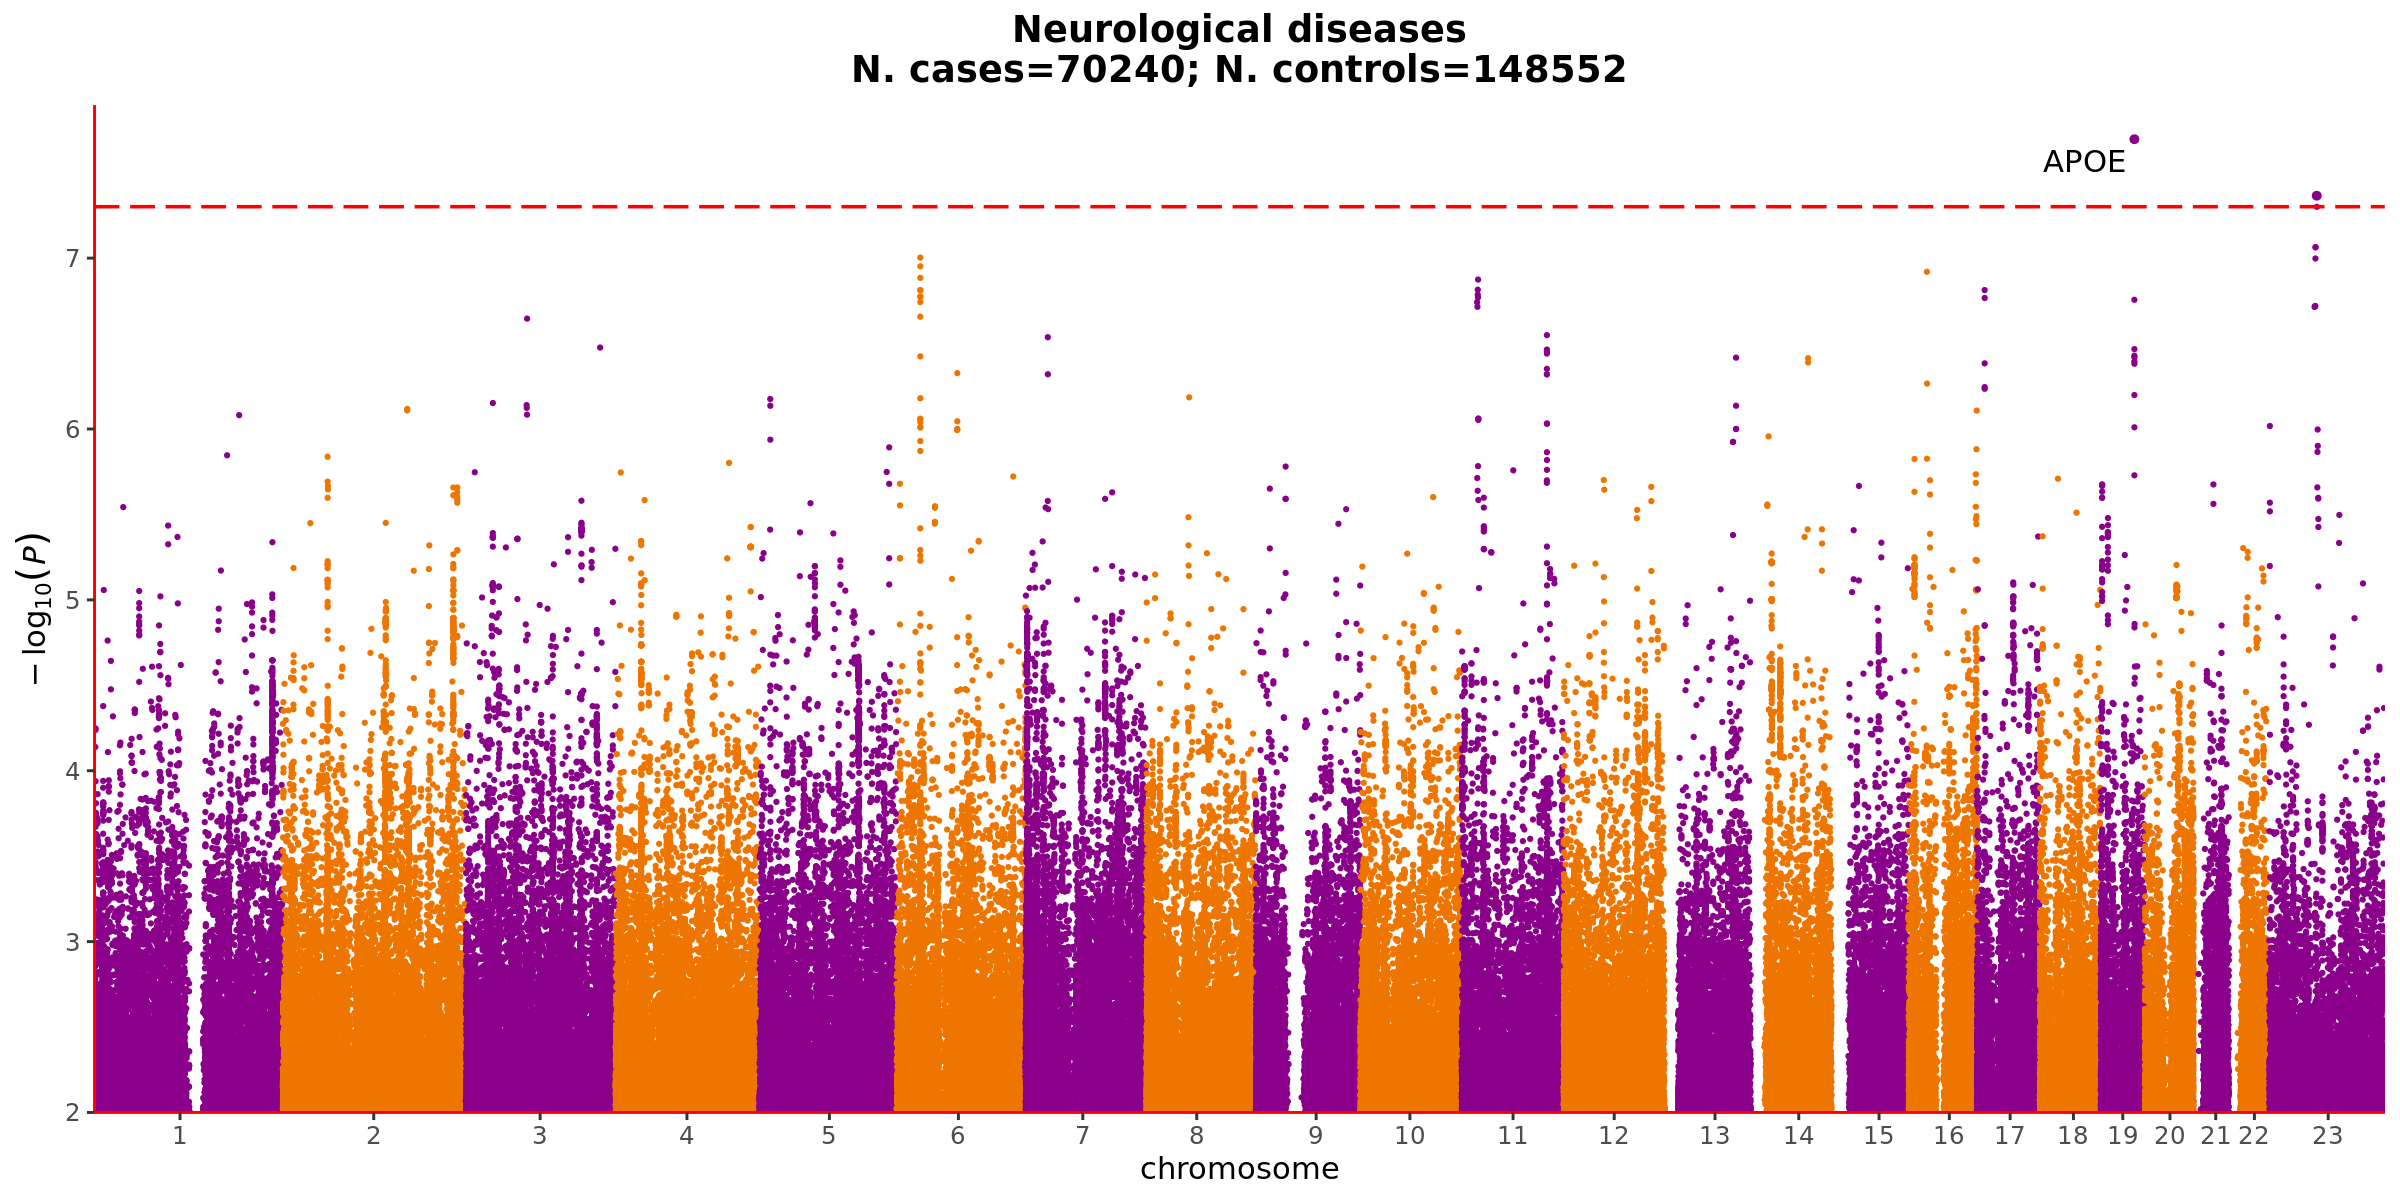 Neurological diseases
N. cases=70240; N. controls=148552
APOE
7
6
5
4
3
2
− log10(P)
1 2 3 4 5 6 7 8 9 10 11 12 13 14 15 16 17 18 19 20 21 22 23
chromosome